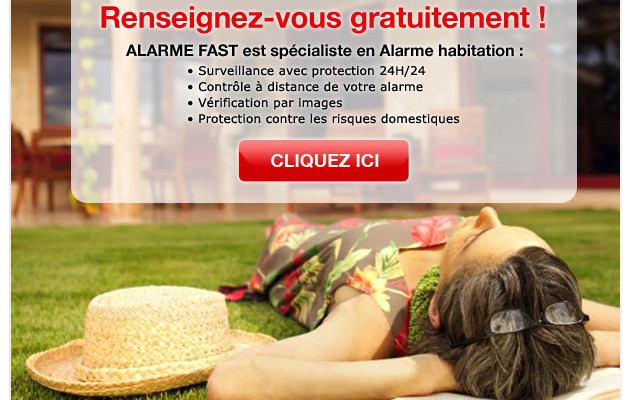 Renseignez-vous gratuitement !
ALARME FAST est spécialiste en Alarme habitation :
• Surveillance avec protection 24H/24
• Contrôle à distance de votre alarme
• Vérification par images
• Protection contre les risques domestiques
CLIQUEZ ICI